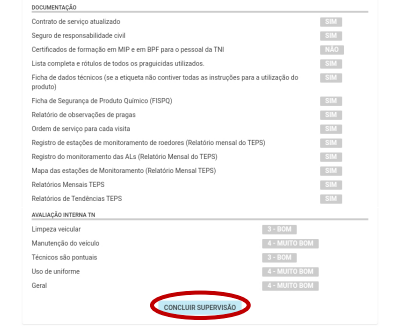 DOCUMENTAÇÃO
Contrato de serviço atualizado SIM
Seguro de responsabilidade civil SIM
Certificados de formação em MIP e em BPF para o pessoal da TNI NÃO
Lista completa e rótulos de todos os praguicidas utilizados. SIM
Ficha de dados técnicos (se a etiqueta não contiver todas as instruções para a utilização do SIM
produto)
Ficha de Segurança de Produto Químico (FISPQ) SIM
Relatório de observações de pragas SIM
Ordem de serviço para cada visita SIM
Registro de estações de monitoramento de roedores (Relatório mensal do TEPS) SIM
Registro do monitoramento das ALs (Relatório Mensal do TEPS) SIM
Mapa das estações de Monitoramento (Relatório Mensal TEPS) SIM
Relatórios Mensais TEPS SIM
Relatórios de Tendências TEPS SIM
AVALIAÇÃO INTERNA TN
Limpeza veicular 3 - BOM
Manutenção do veículo 4 - MUITO BOM
Técnicos são pontuais 3 - BOM
Uso de uniforme 4 - MUITO BOM
Geral 4 - MUITO BOM
CONCLUIR SUPERVISÃO